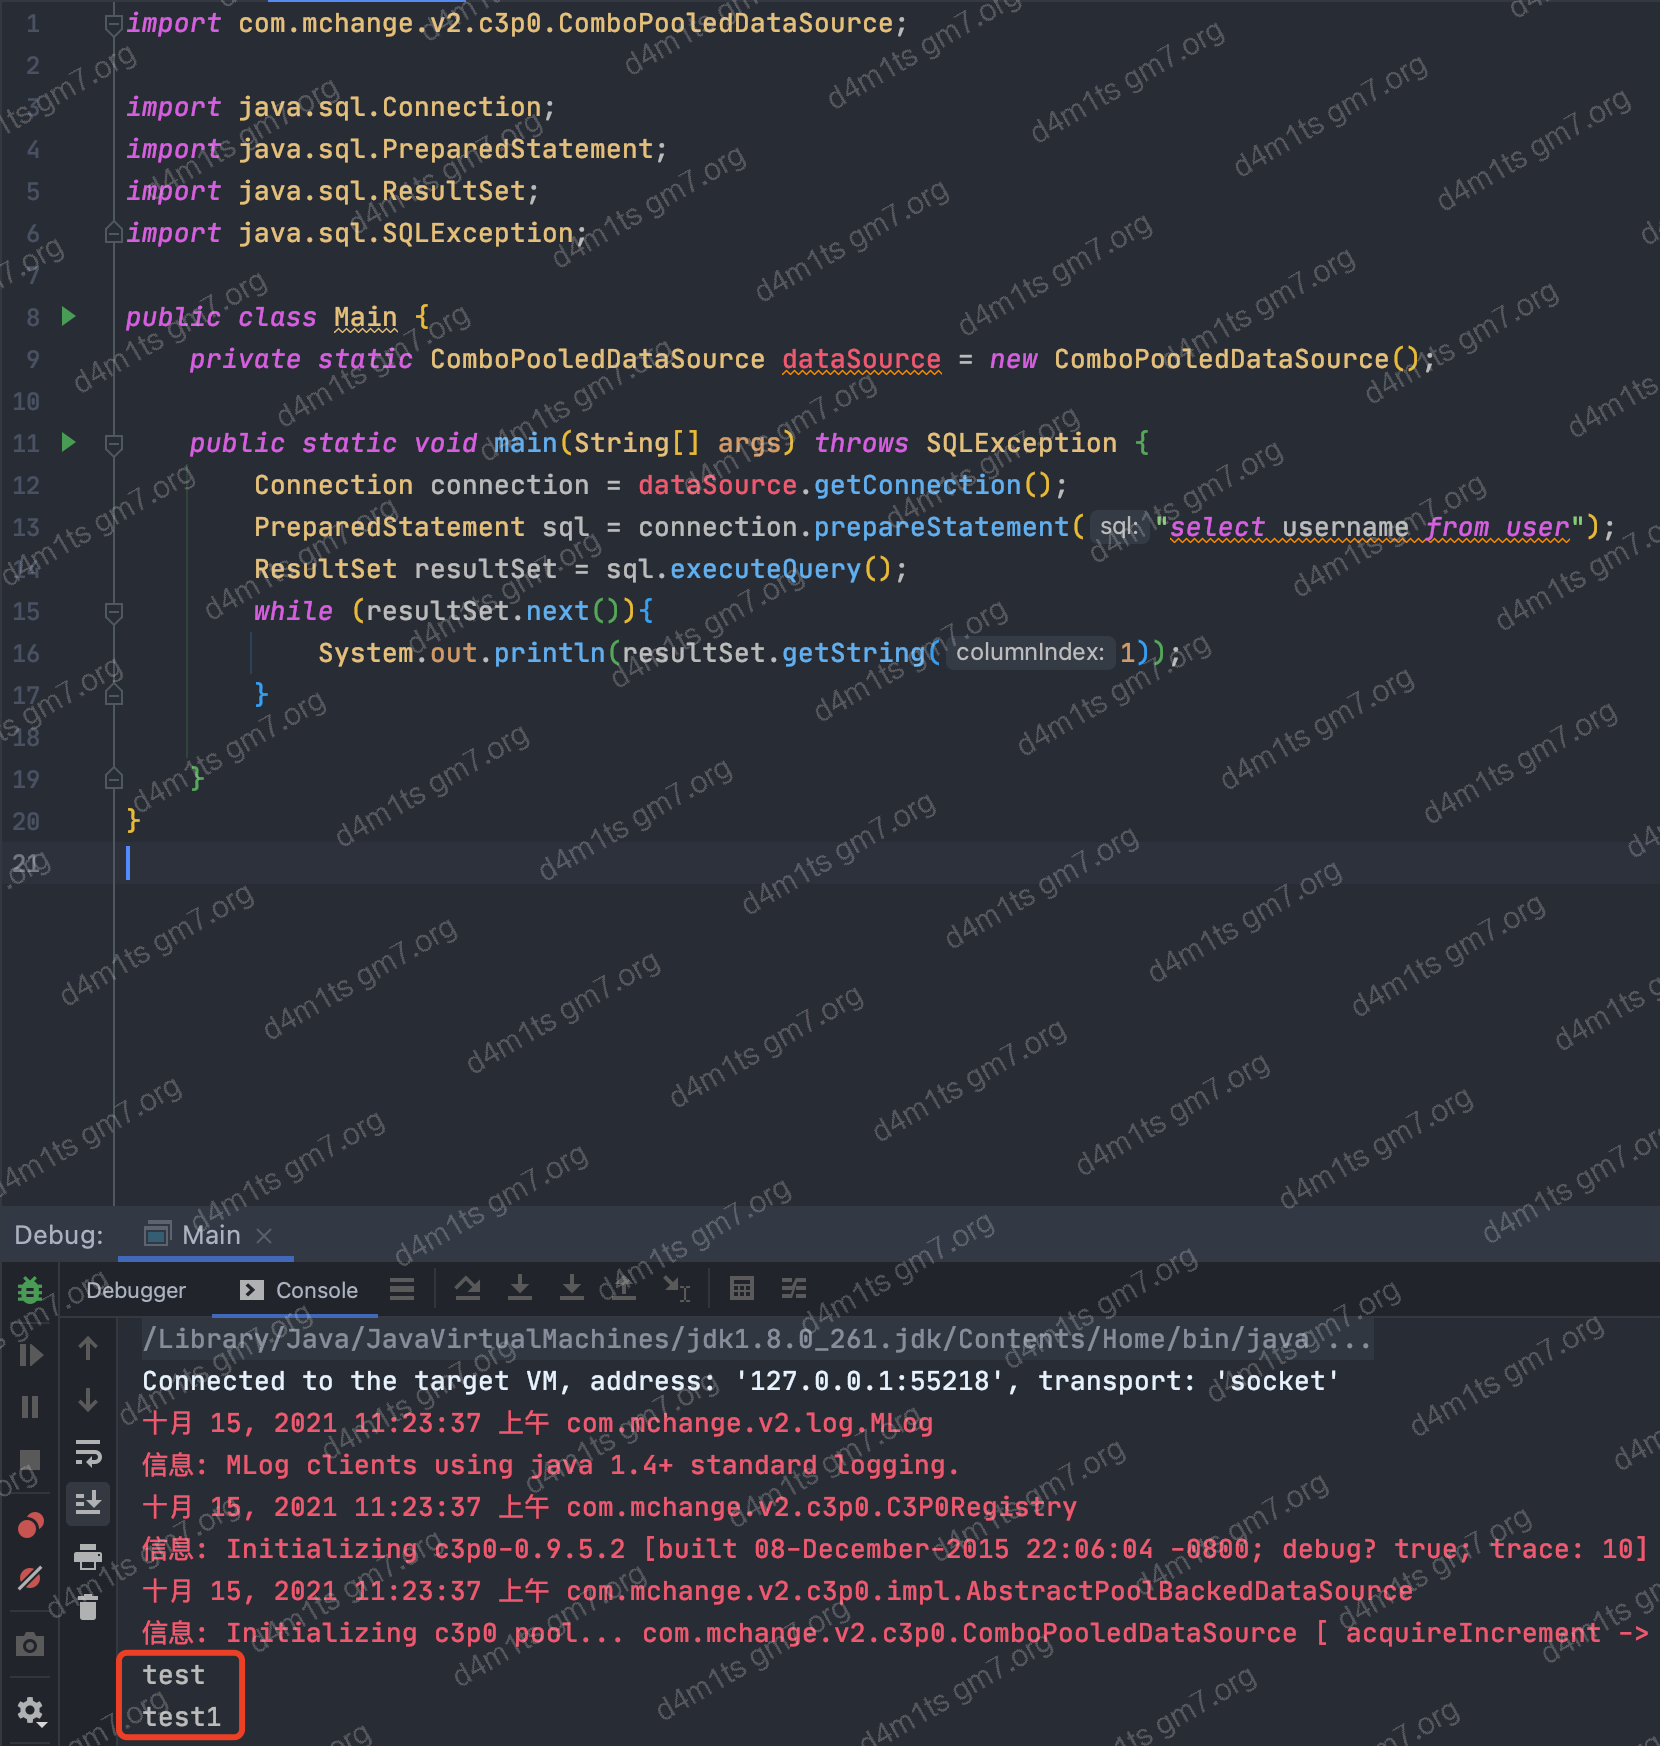 1 import com.mchange.v2.c3p0.ComboPooledDataSource;
2
3 import java.sql.Connection;
4 import java.sql.PreparedStatement;
5 import java.sql.ResultSet;
6 import java.sql.SQLException;
7
8 public class Main {
9 private static ComboPooledDataSource dataSource = new ComboPooledDataSource();
10
11 public static void main(String[] args) throws SQLException {
12 Connection connection = dataSource.getConnection();
13 PreparedStatement sql = connection.prepareStatement( sql: "select username from user");
14 ResultSet resultSet = sql.executeQuery();
15 while (resultSet.next()){
16 System.out.println(resultSet.getString( columnIndex: 1));
17 }
18
19 }
20 }
21
Debug: Main
Debugger Console
/Library/Java/JavaVirtualMachines/jdk1.8.0_261.jdk/Contents/Home/bin/java ...
Connected to the target VM, address: '127.0.0.1:55218', transport: 'socket'
十月 15, 2021 11:23:37 上午 com.mchange.v2.log.MLog
信息: MLog clients using java 1.4+ standard logging.
十月 15, 2021 11:23:37 上午 com.mchange.v2.c3p0.C3P0Registry
信息: Initializing c3p0-0.9.5.2 [built 08-December-2015 22:06:04 -0800; debug? true; trace: 10]
十月 15, 2021 11:23:37 上午 com.mchange.v2.c3p0.impl.AbstractPoolBackedDataSource
信息: Initializing c3p0 pool... com.mchange.v2.c3p0.ComboPooledDataSource [ acquireIncrement ->
test
test1
d4m1ts gm7.org